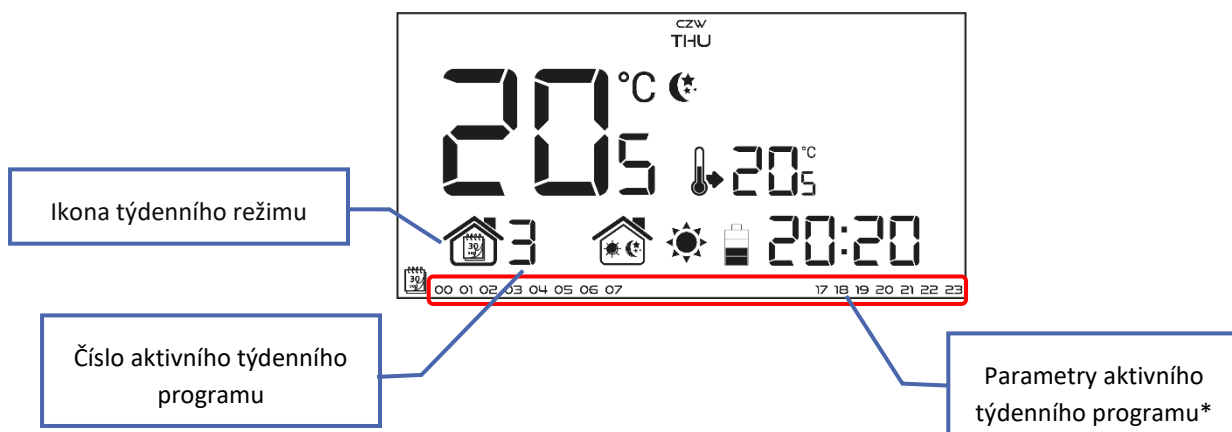 CZW
THU
20 5 °C
20 5 °C
Ikona týdenního režimu
30
3
20:20
30
00 01 02 03 04 05 06 07 17 18 19 20 21 22 23
Číslo aktivního týdenního
programu
Parametry aktivního
týdenního programu*